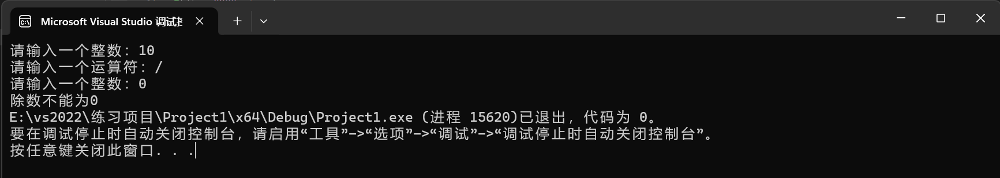 Microsoft Visual Studio 调试
请输入一个整数: 10
请输入一个运算符: /
请输入一个整数: 0
除数不能为0
E:\vs2022\练习项目\Project1\x64\Debug\Project1.exe (进程 15620)已退出，代码为 0。
要在调试停止时自动关闭控制台，请启用“工具”->“选项”->“调试”->“调试停止时自动关闭控制台”。
按任意键关闭此窗口. . .